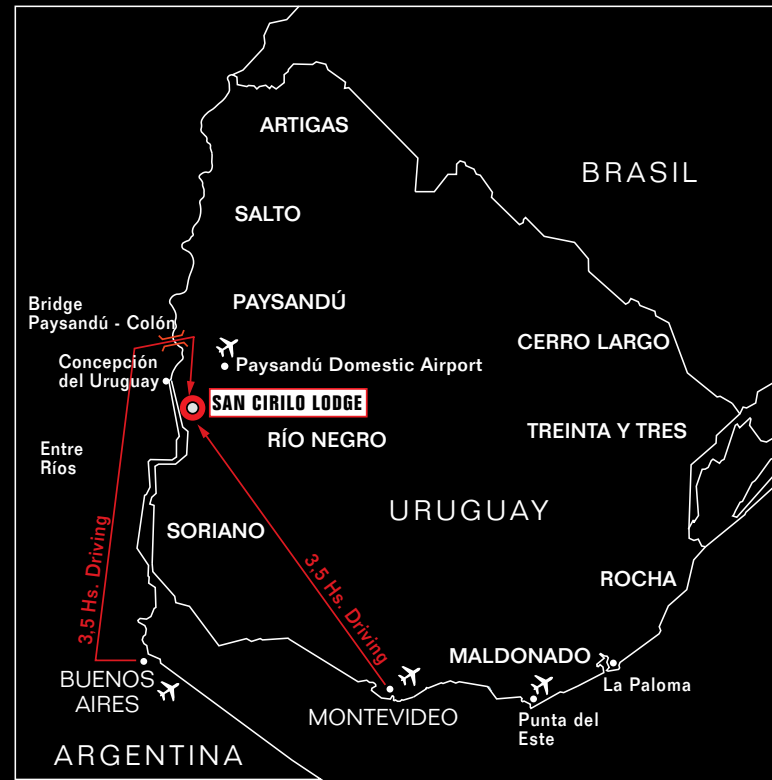 ARTIGAS
BRASIL
SALTO
PAYSANDÚ
Bridge
Paysandú - Colón
CERRO LARGO
Concepción
del Uruguay
Paysandú Domestic Airport
SAN CIRILO LODGE
TREINTA Y TRES
RÍO NEGRO
Entre
Ríos
URUGUAY
SORIANO
3,5 Hs. Driving
3,5 Hs. Driving
ROCHA
MALDONADO
BUENOS
AIRES
La Paloma
MONTEVIDEO
Punta del
Este
ARGENTINA